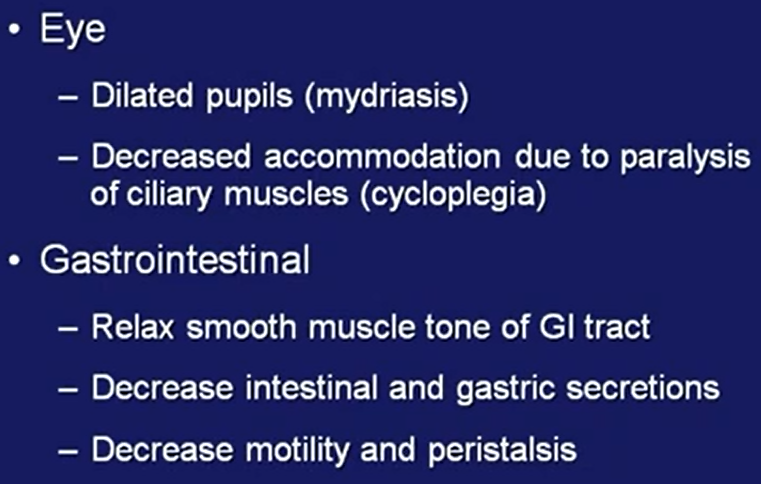 • Eye
– Dilated pupils (mydriasis)
– Decreased accommodation due to paralysis
of ciliary muscles (cycloplegia)
• Gastrointestinal
– Relax smooth muscle tone of GI tract
– Decrease intestinal and gastric secretions
– Decrease motility and peristalsis